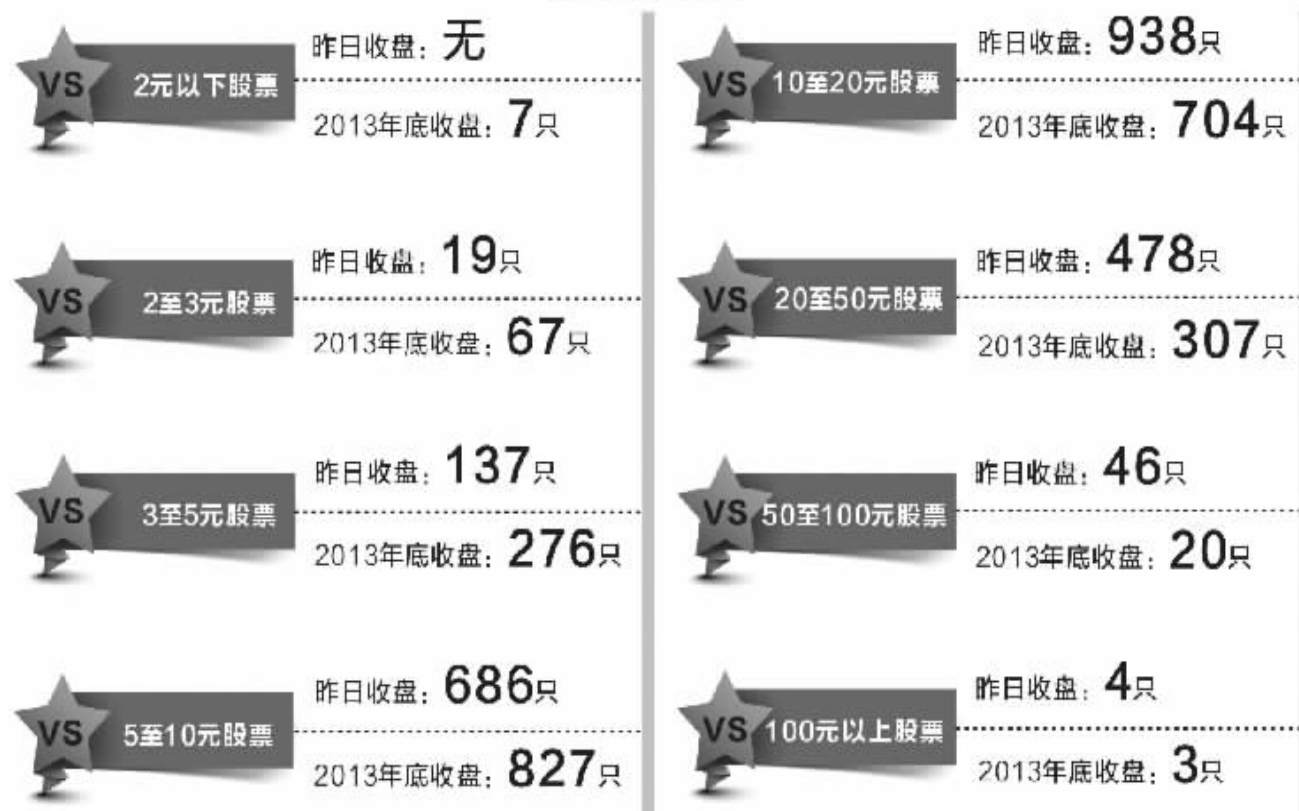 VS
2元以下股票
昨日收盘：无
2013年底收盘：7只
VS
2至3元股票
昨日收盘：19只
2013年底收盘：67只
VS
3至5元股票
昨日收盘：137只
2013年底收盘：276只
VS
5至10元股票
昨日收盘：686只
2013年底收盘：827只
VS
10至20元股票
昨日收盘：938只
2013年底收盘：704只
VS
20至50元股票
昨日收盘：478只
2013年底收盘：307只
VS
50至100元股票
昨日收盘：46只
2013年底收盘：20只
VS
100元以上股票
昨日收盘：4只
2013年底收盘：3只